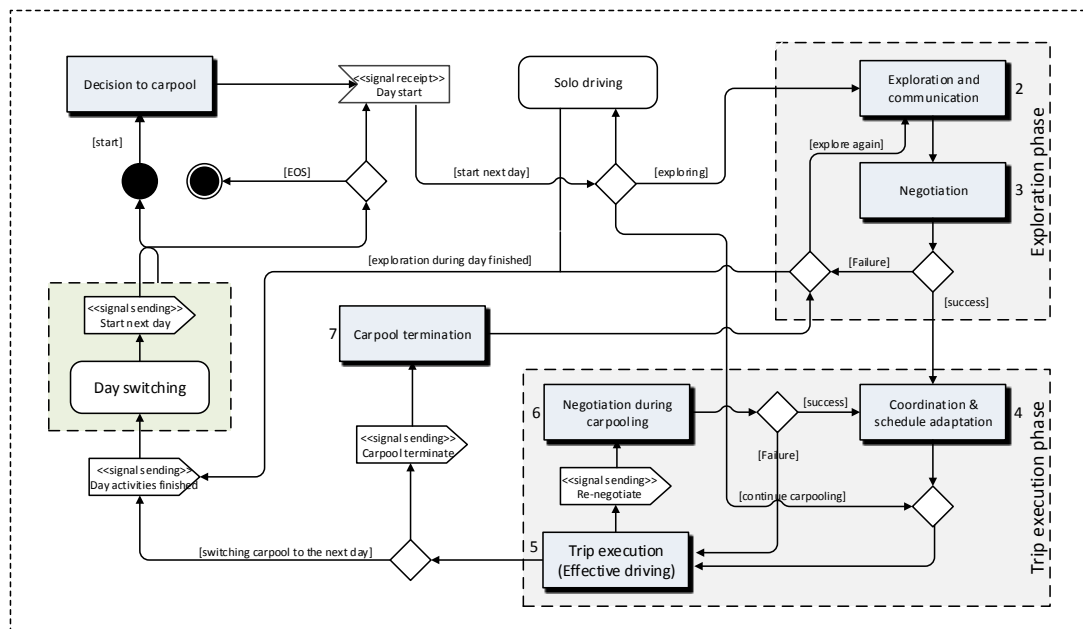 Decision to carpool
<<signal receipt>>
Day start
Solo driving
Exploration and
communication
2
[start]
[explore again]
[EOS]
[start next day]
[exploring]
Negotiation
3
Exploration phase
[exploration during day finished]
[Failure]
[success]
<<signal sending>>
Start next day
7
Carpool termination
Day switching
6
Negotiation during
carpooling
[success]
Coordination &
schedule adaptation
4
<<signal sending>>
Carpool terminate
[Failure]
<<signal sending>>
Day activities finished
<<signal sending>>
Re-negotiate
[continue carpooling]
Trip execution phase
[switching carpool to the next day]
5
Trip execution
(Effective driving)